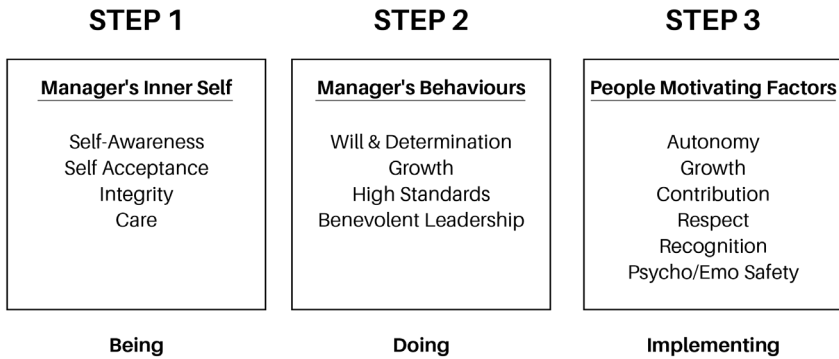 STEP 1
Manager's Inner Self
Self-Awareness
Self Acceptance
Integrity
Care
Being
STEP 2
Manager's Behaviours
Will & Determination
Growth
High Standards
Benevolent Leadership
Doing
STEP 3
People Motivating Factors
Autonomy
Growth
Contribution
Respect
Recognition
Psycho/Emo Safety
Implementing